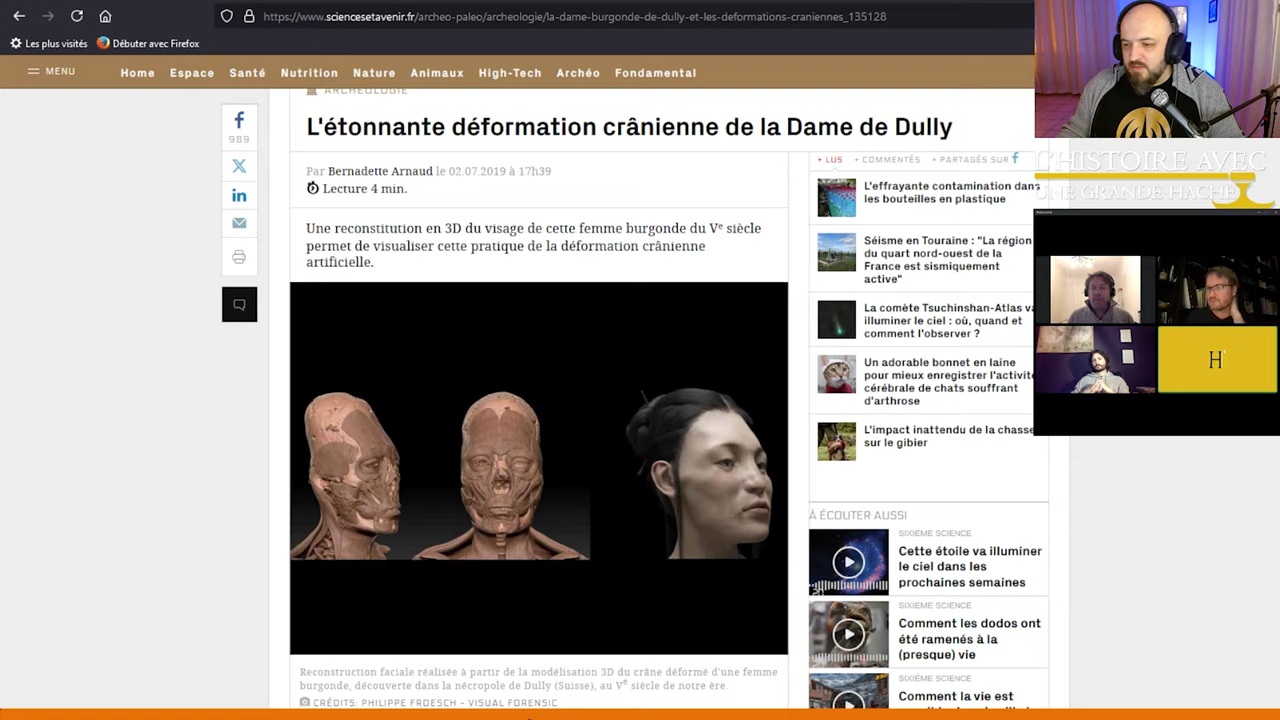 https://www.sciencesetavenir.fr/archeo-paleo/archeologie/la-dame-burgonde-de-dully-et-les-deformations-craniennes_135128
Les plus visités
Débuter avec Firefox
MENU
Home
Espace
Santé
Nutrition
Nature
Animaux
High-Tech
Archéo
Fondamental
ARCHÉOLOGIE
L'étonnante déformation crânienne de la Dame de Dully
989
Par Bernadette Arnaud le 02.07.2019 à 17h39
Lecture 4 min.
Une reconstitution en 3D du visage de cette femme burgonde du Vᵉ siècle
permet de visualiser cette pratique de la déformation crânienne
artificielle.
Reconstruction faciale réalisée à partir de la modélisation 3D du crâne déformé d'une femme
burgonde, découverte dans la nécropole de Dully (Suisse), au Vᵉ siècle de notre ère.
CRÉDITS: PHILIPPE FROESCH - VISUAL FORENSIC
+ LUS
+ COMMENTÉS
+ PARTAGÉS SUR
L'effrayante contamination dans
les bouteilles en plastique
Séisme en Touraine : "La région
du quart nord-ouest de la
France est sismiquement
active"
La comète Tsuchinshan-Atlas va
illuminer le ciel : où, quand et
comment l'observer ?
Un adorable bonnet en laine
pour mieux enregistrer l'activité
cérébrale de chats souffrant
d'arthrose
L'impact inattendu de la chasse
sur le gibier
À ÉCOUTER AUSSI
SIXIÈME SCIENCE
Cette étoile va illuminer
le ciel dans les
prochaines semaines
SIXIÈME SCIENCE
Comment les dodos ont
été ramenés à la
(presque) vie
SIXIÈME SCIENCE
Comment la vie est
L'HISTOIRE AVEC
UNE GRANDE HACHE
H